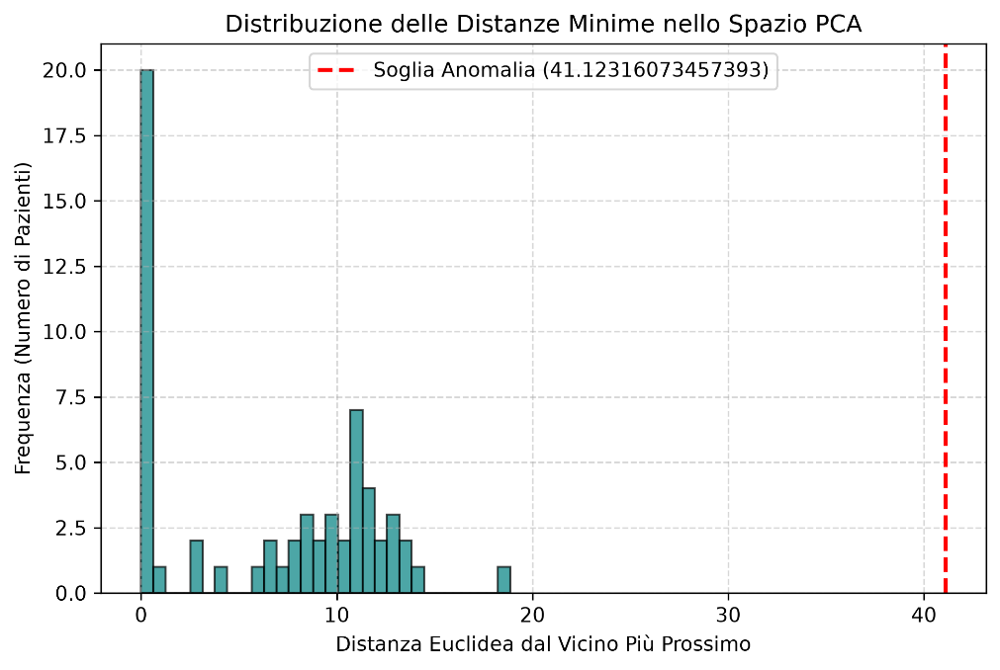 Distribuzione delle Distanze Minime nello Spazio PCA
Soglia Anomalia (41.12316073457393)
Frequenza (Numero di Pazienti)
20.0
17.5
15.0
12.5
10.0
7.5
5.0
2.5
0.0
0 10 20 30 40
Distanza Euclidea dal Vicino Più Prossimo